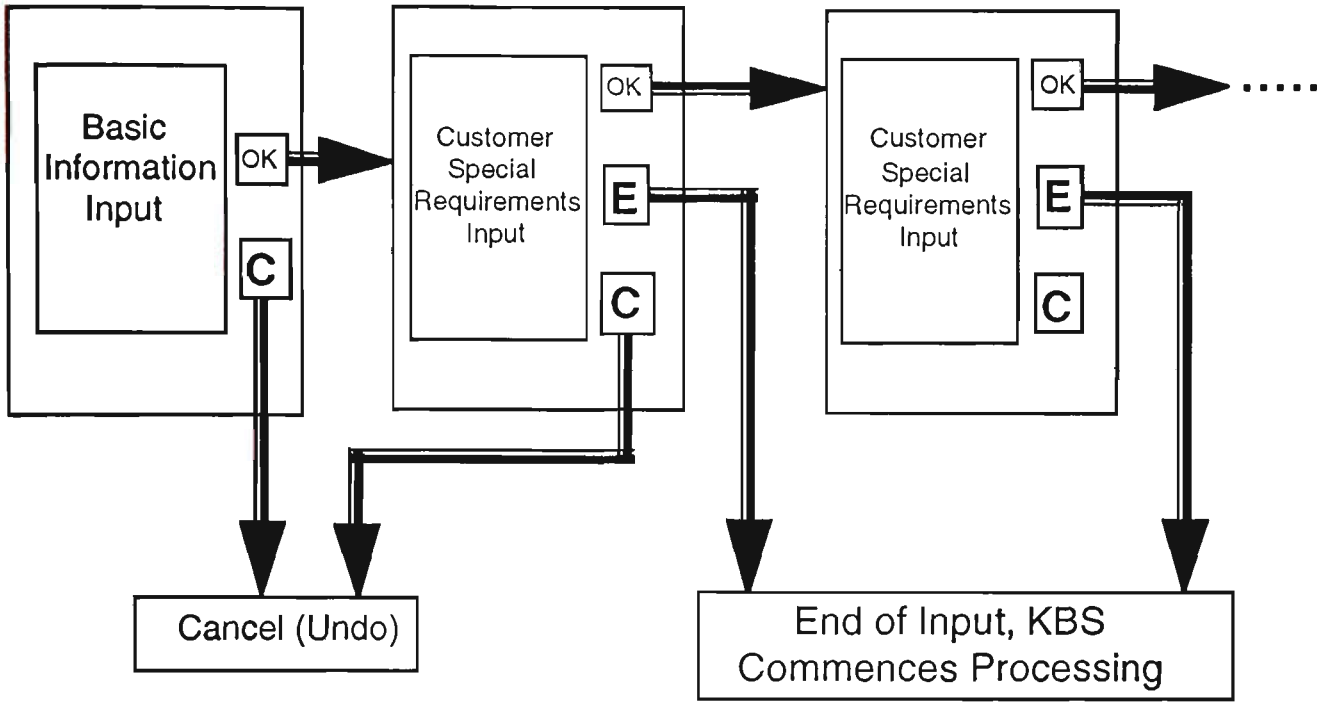 Basic
Information
Input
OK
C
Customer
Special
Requirements
Input
OK
E
C
Customer
Special
Requirements
Input
OK
E
C
.....
Cancel (Undo)
End of Input, KBS
Commences Processing